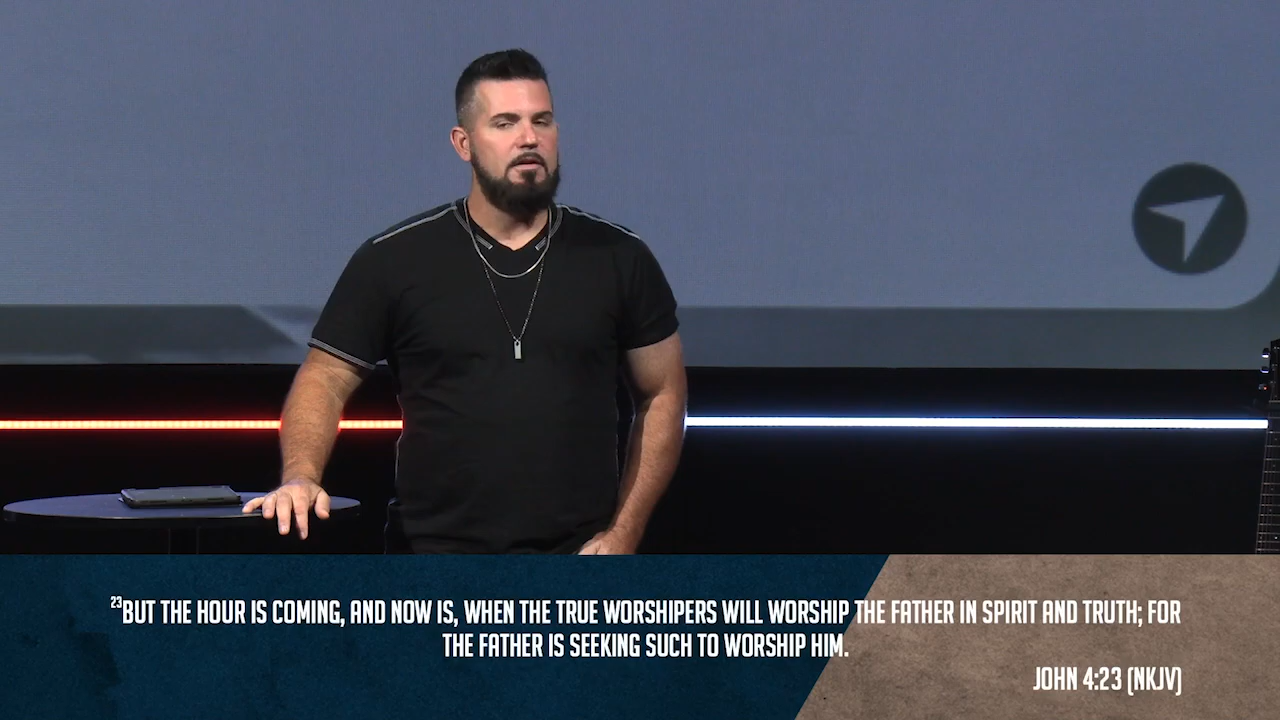 ²³BUT THE HOUR IS COMING, AND NOW IS, WHEN THE TRUE WORSHIPERS WILL WORSHIP THE FATHER IN SPIRIT AND TRUTH; FOR
THE FATHER IS SEEKING SUCH TO WORSHIP HIM.
JOHN 4:23 (NKJV)